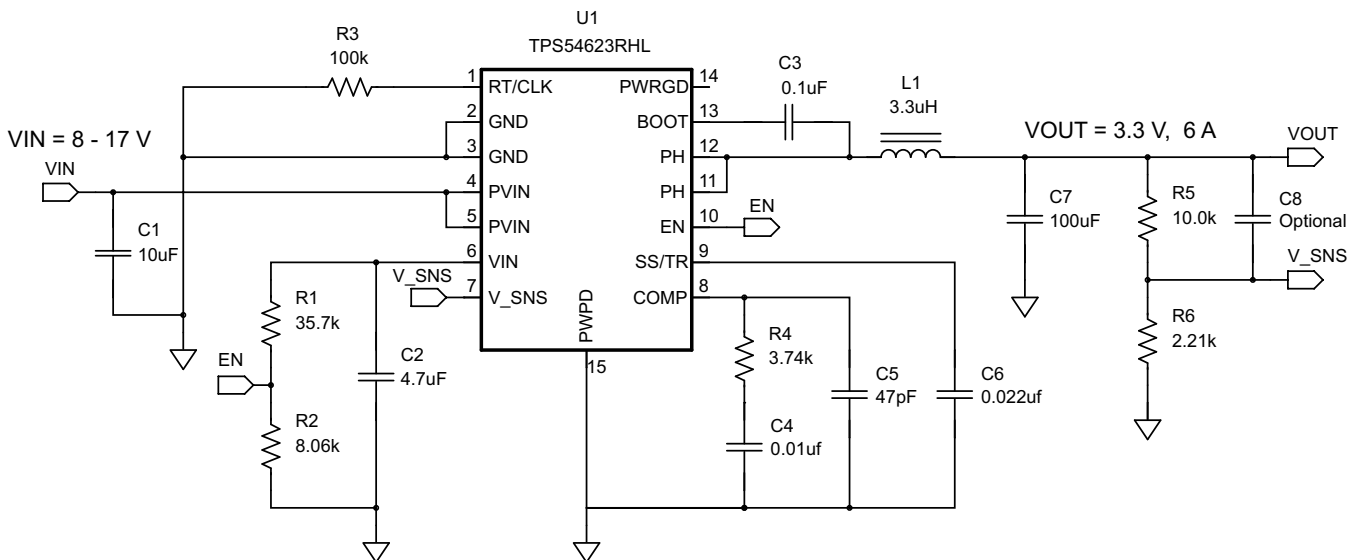 U1
TPS54623RHL
R3
100k
1 RT/CLK
2 GND
3 GND
4 PVIN
5 PVIN
6 VIN
7 V_SNS
PWRGD 14
BOOT 13
PH 12
PH 11
EN 10
SS/TR 9
COMP 8
PWPD
15
VIN = 8 - 17 V
VIN
C1
10uF
R1
35.7k
EN
R2
8.06k
C2
4.7uF
V_SNS
C3
0.1uF
L1
3.3uH
VOUT = 3.3 V, 6 A
VOUT
EN
C7
100uF
R5
10.0k
C8
Optional
V_SNS
R6
2.21k
R4
3.74k
C4
0.01uf
C5
47pF
C6
0.022uf